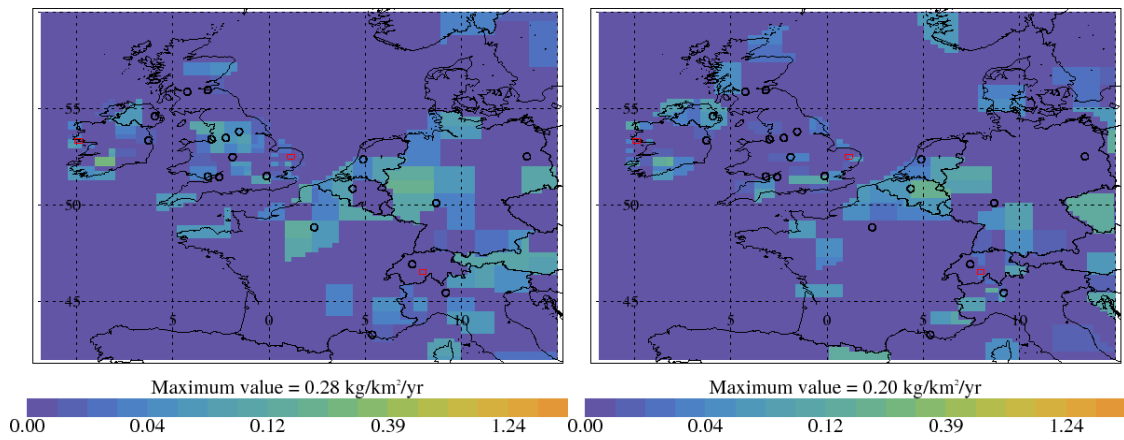 55 55
50 50
45 45
5 0 5 10 5 0 5 10
Maximum value = 0.28 kg/km²/yr Maximum value = 0.20 kg/km²/yr
0.00 0.04 0.12 0.39 1.24 0.00 0.04 0.12 0.39 1.24